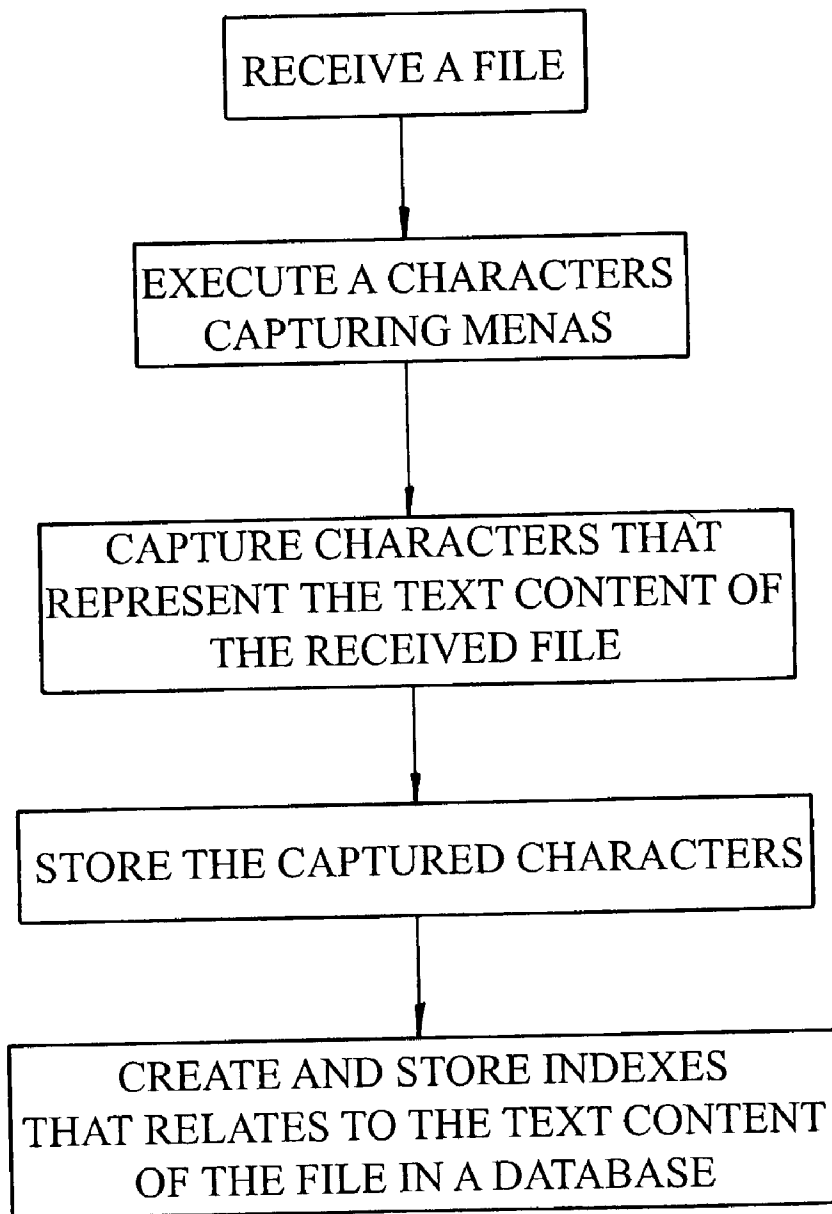 RECEIVE A FILE
EXECUTE A CHARACTERS
CAPTURING MENAS
CAPTURE CHARACTERS THAT
REPRESENT THE TEXT CONTENT OF
THE RECEIVED FILE
STORE THE CAPTURED CHARACTERS
CREATE AND STORE INDEXES
THAT RELATES TO THE TEXT CONTENT
OF THE FILE IN A DATABASE